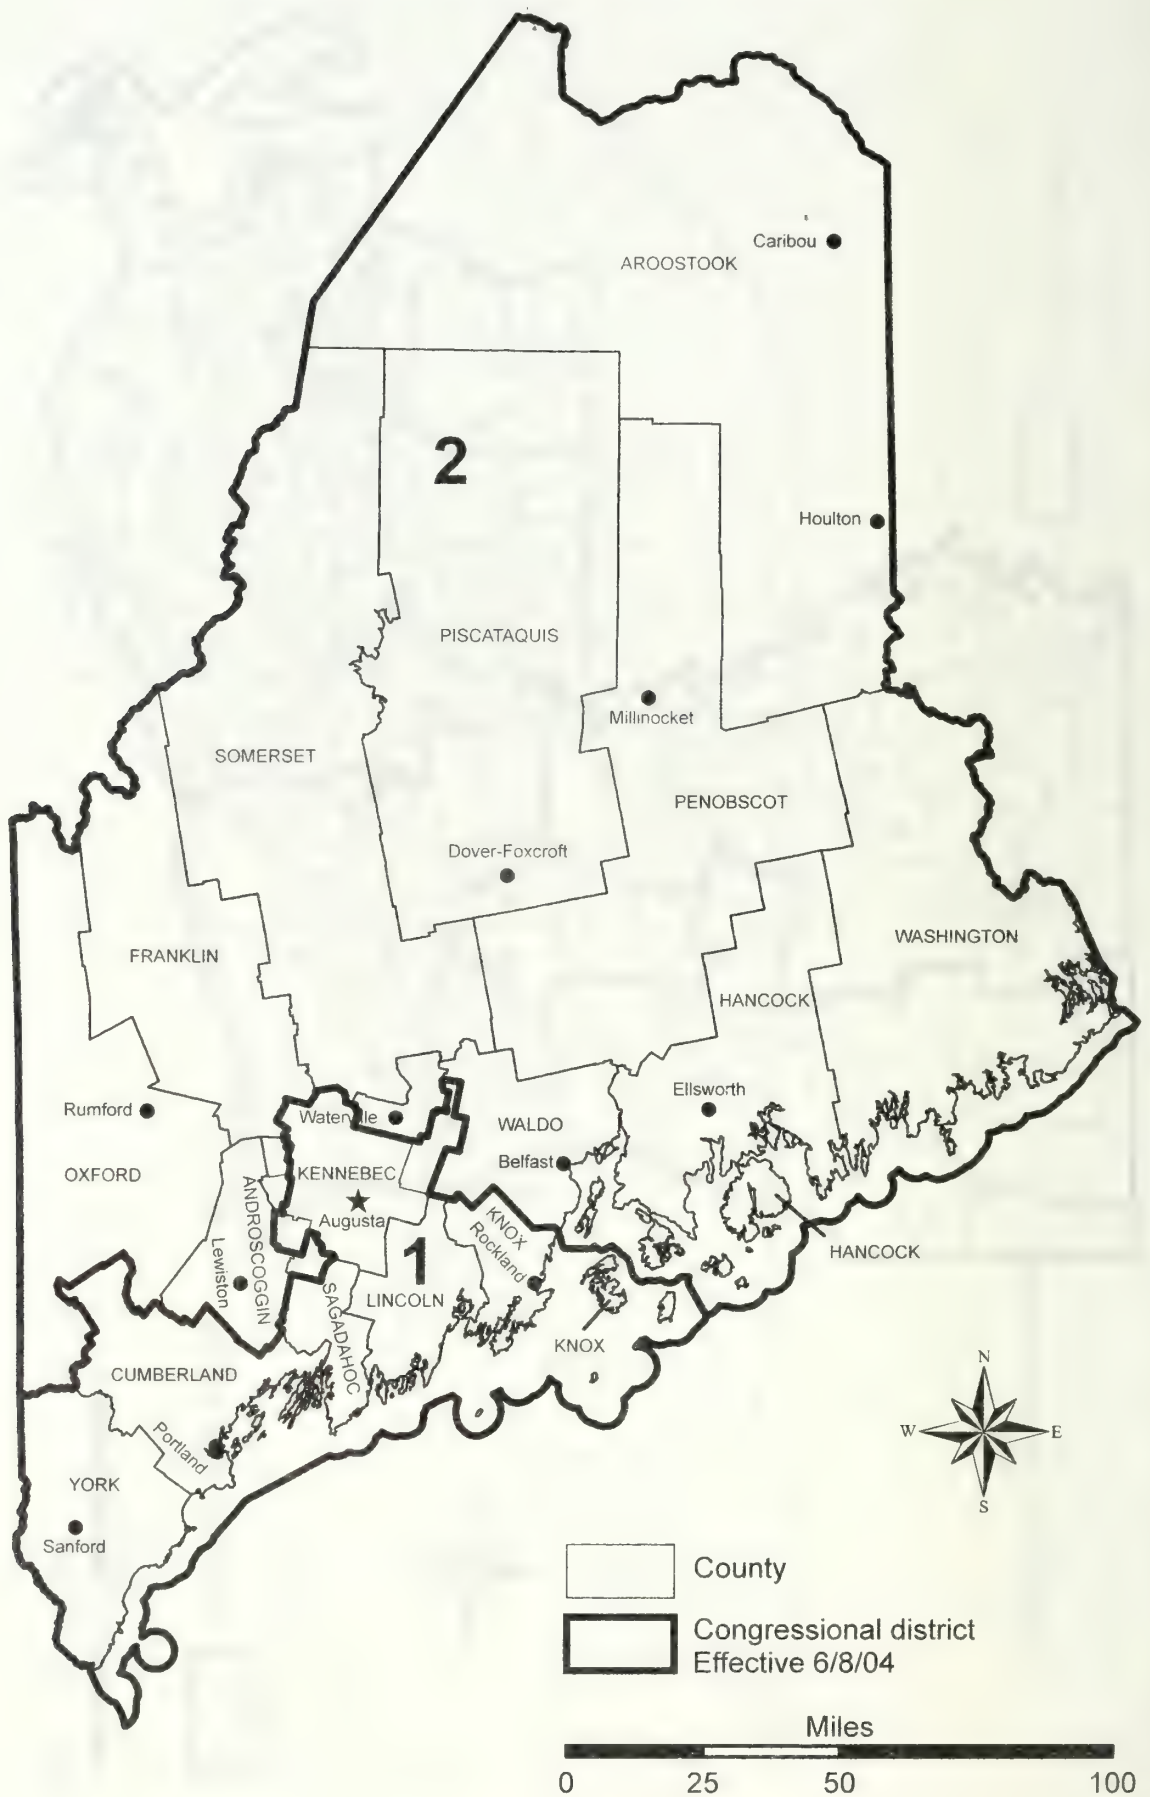 Caribou
AROOSTOOK
2
Houlton
PISCATAQUIS
Millinocket
SOMERSET
PENOBSCOT
Dover-Foxcroft
WASHINGTON
FRANKLIN
HANCOCK
Ellsworth
Rumford
Waterville
WALDO
Belfast
OXFORD
KENNEBEC
ANDROSCOGGIN
Augusta
KNOX
Rockland
Lewiston
1
HANCOCK
SAGADAHOC
LINCOLN
KNOX
CUMBERLAND
Portland
N
W
E
S
YORK
Sanford
County
Congressional district
Effective 6/8/04
Miles
0 25 50 100